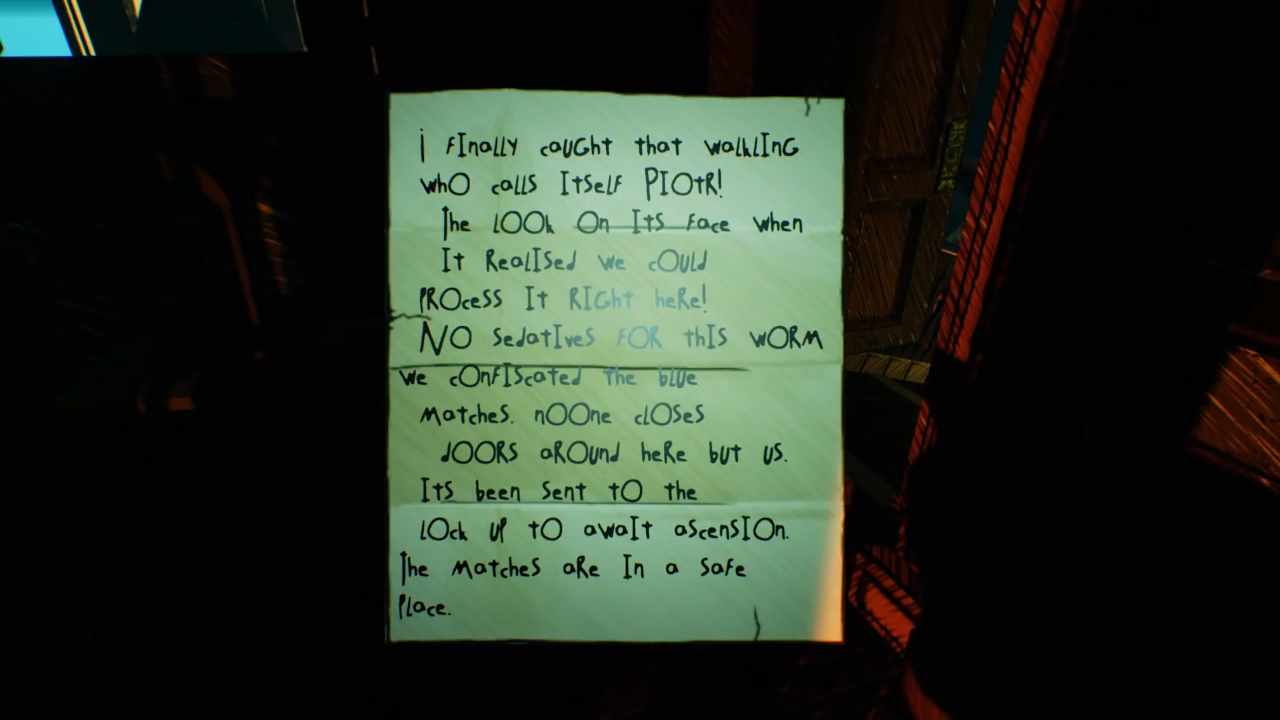 i FInaLLY caUGht that waLkLInG
whO caLLS ItSeLF PIOtR!
The LOOk On ItS Face when
It ReaLISed we cOULd
PROceSS It RIGht heRe!
NO SedatIveS FOR thIS wORM
we cOnFIScated the bLUe
MatcheS. nOOne cLOSeS
dOORS aROUnd heRe bUt US.
ItS been Sent tO the
LOck UP tO awaIt aScenSIOn.
The MatcheS aRe In a SaFe
PLace.